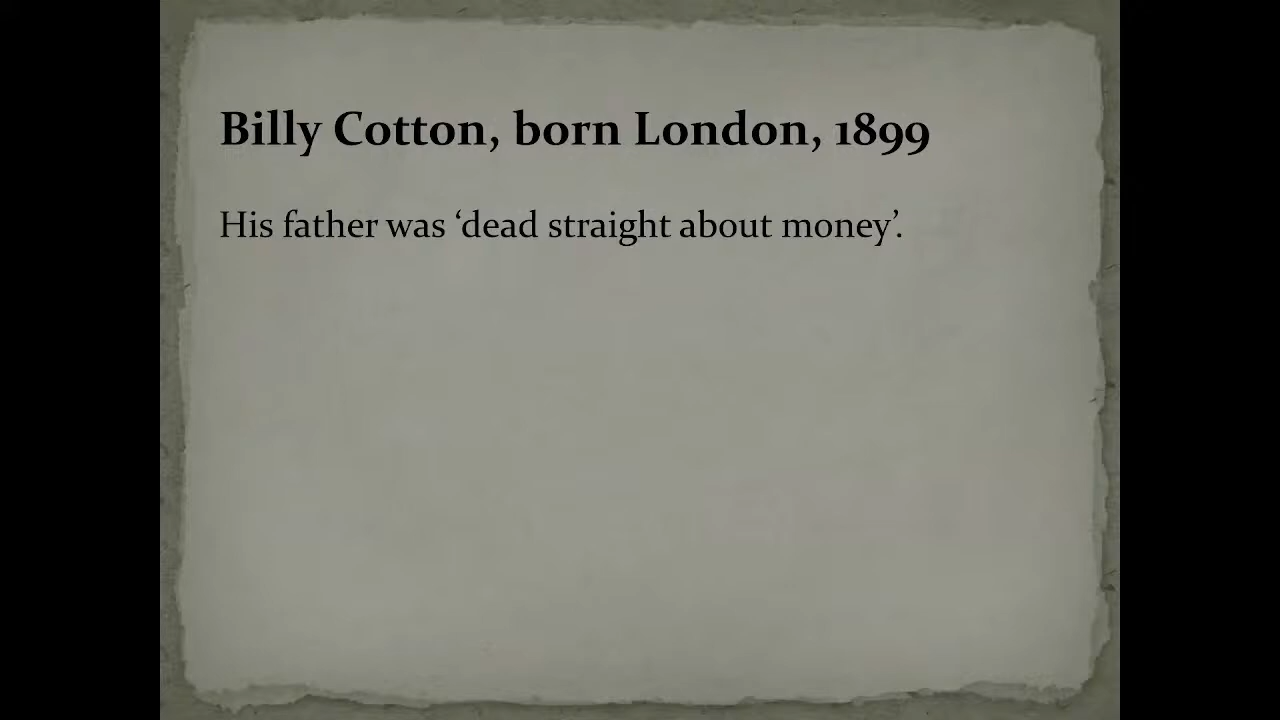 Billy Cotton, born London, 1899
His father was ‘dead straight about money’.